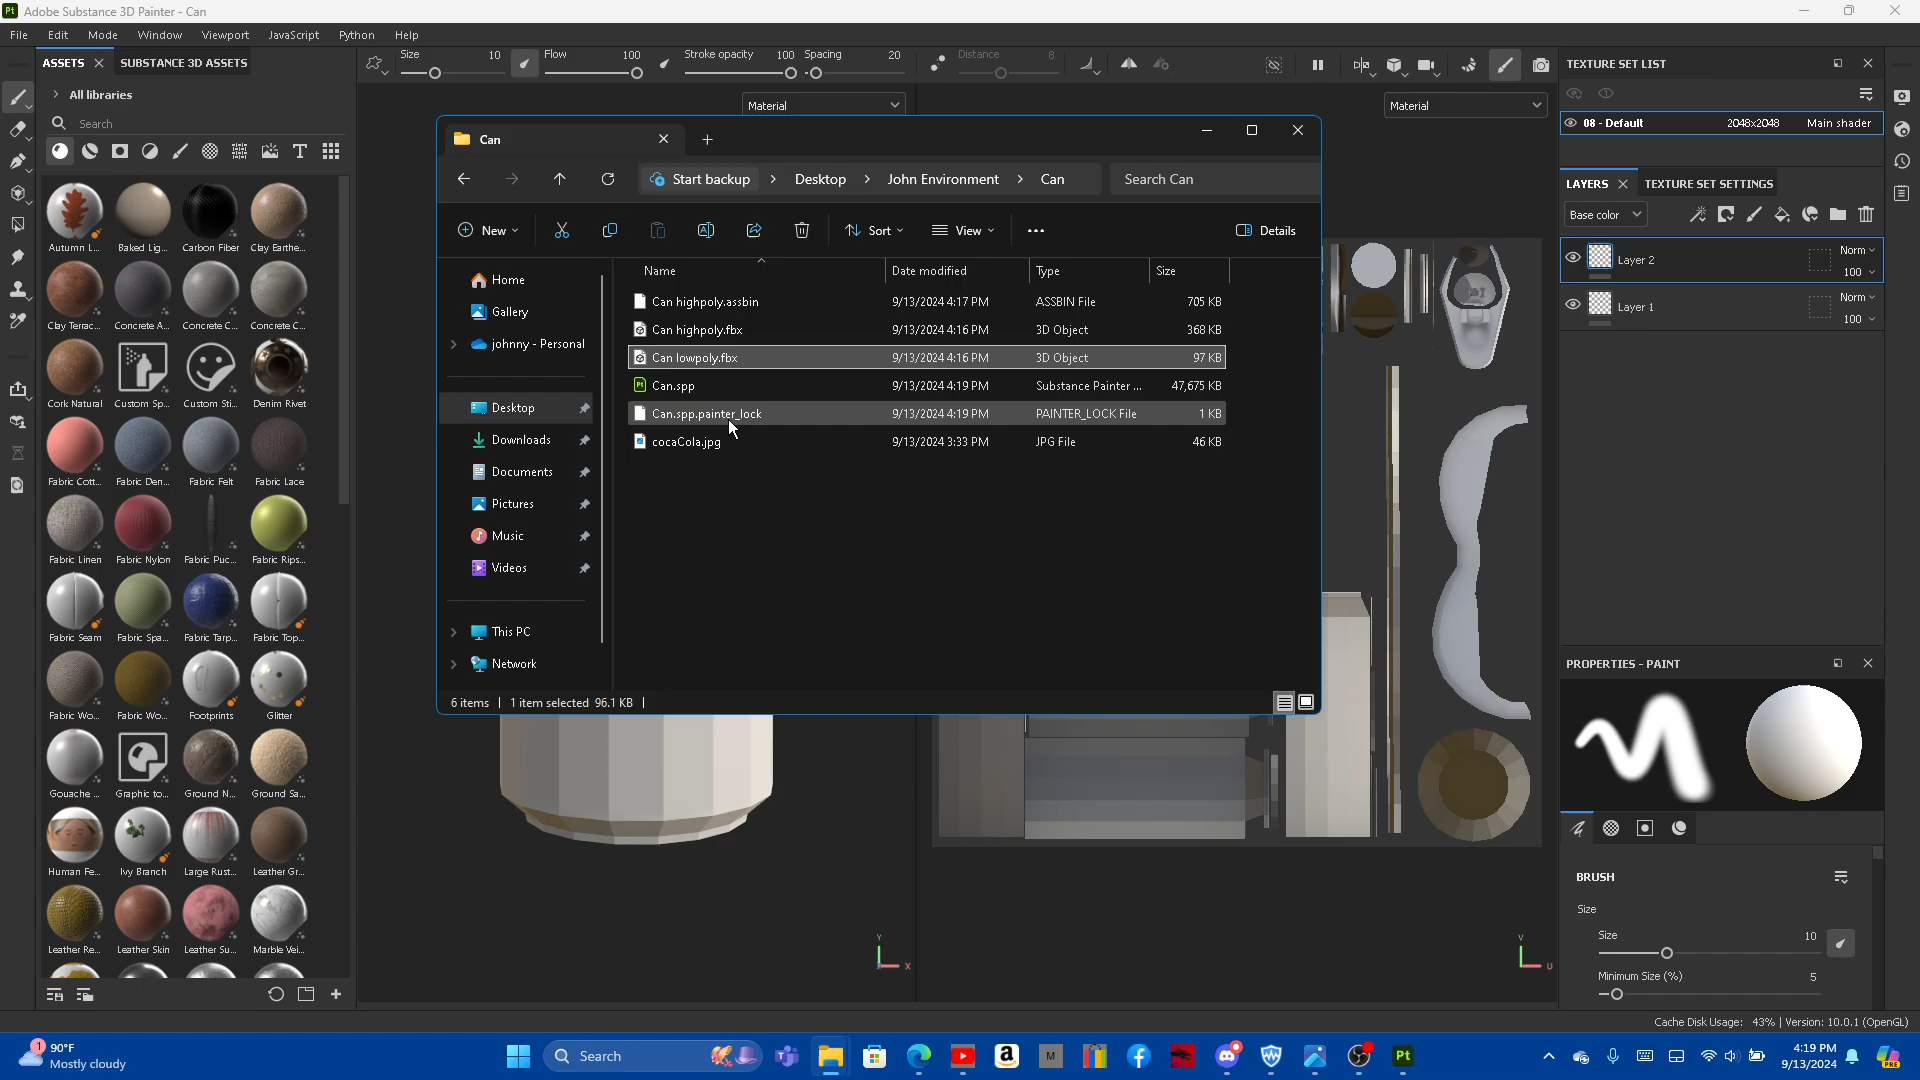 Adobe Substance 3D Painter - Can
File Edit Mode Window Viewport JavaScript Python Help
ASSETS SUBSTANCE 3D ASSETS
Size 10 Flow 100 Stroke opacity 100 Spacing 20 Distance 8
All libraries
Search
Material
Material
Autumn L... Baked Lig... Carbon Fiber Clay Earthe...
Clay Terrac... Concrete A... Concrete C... Concrete C...
Cork Natural Custom Sp... Custom Sti... Denim Rivet
Fabric Cott... Fabric Den... Fabric Felt Fabric Lace
Fabric Linen Fabric Nylon Fabric Puc... Fabric Rips...
Fabric Seam Fabric Spa... Fabric Tarp... Fabric Top...
Fabric Wo... Fabric Wo... Footprints Glitter
Gouache ... Graphic to... Ground N... Ground Sa...
Human Fe... Ivy Branch Large Rust... Leather Gr...
Leather Re... Leather Skin Leather Su... Marble Vei...
Can
Start backup > Desktop > John Environment > Can
Search Can
New Sort View ... Details
Home
Gallery
johnny - Personal
Desktop
Downloads
Documents
Pictures
Music
Videos
This PC
Network
Name Date modified Type Size
Can highpoly.assbin 9/13/2024 4:17 PM ASSBIN File 705 KB
Can highpoly.fbx 9/13/2024 4:16 PM 3D Object 368 KB
Can lowpoly.fbx 9/13/2024 4:16 PM 3D Object 97 KB
Can.spp 9/13/2024 4:19 PM Substance Painter ... 47,675 KB
Can.spp.painter_lock 9/13/2024 4:19 PM PAINTER_LOCK File 1 KB
cocaCola.jpg 9/13/2024 3:33 PM JPG File 46 KB
6 items 1 item selected 96.1 KB
Y
X
V
U
TEXTURE SET LIST
08 - Default 2048x2048 Main shader
LAYERS TEXTURE SET SETTINGS
Base color
Layer 2 Norm 100
Layer 1 Norm 100
PROPERTIES - PAINT
BRUSH
Size
Size 10
Minimum Size (%) 5
Cache Disk Usage: 43% | Version: 10.0.1 (OpenGL)
1
90°F
Mostly cloudy
Search
M
Pt
4:19 PM
9/13/2024
PRE